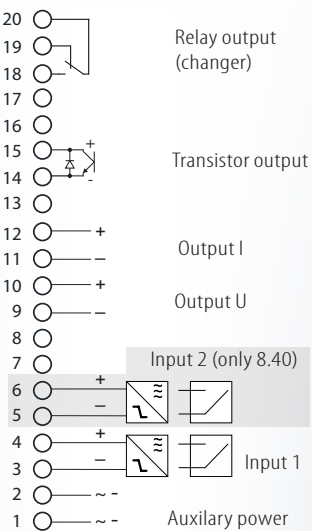 20
19
Relay output
(changer)
18
17
16
15 +
Transistor output
14 -
13
12 +
Output I
11 –
10 +
Output U
9 –
8
7
Input 2 (only 8.40)
6 +
5 –
4 +
Input 1
3 –
2 ~ -
1 ~ -
Auxilary power